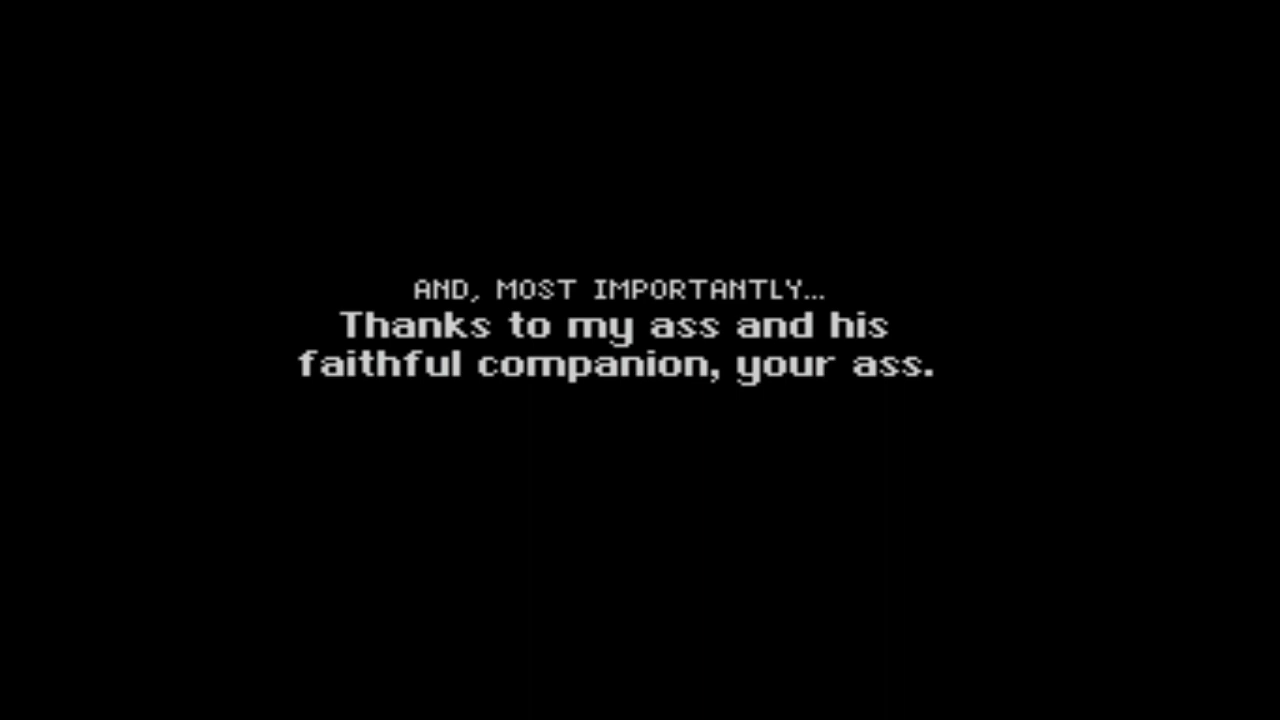 AND, MOST IMPORTANTLY...
Thanks to my ass and his
faithful companion, your ass.